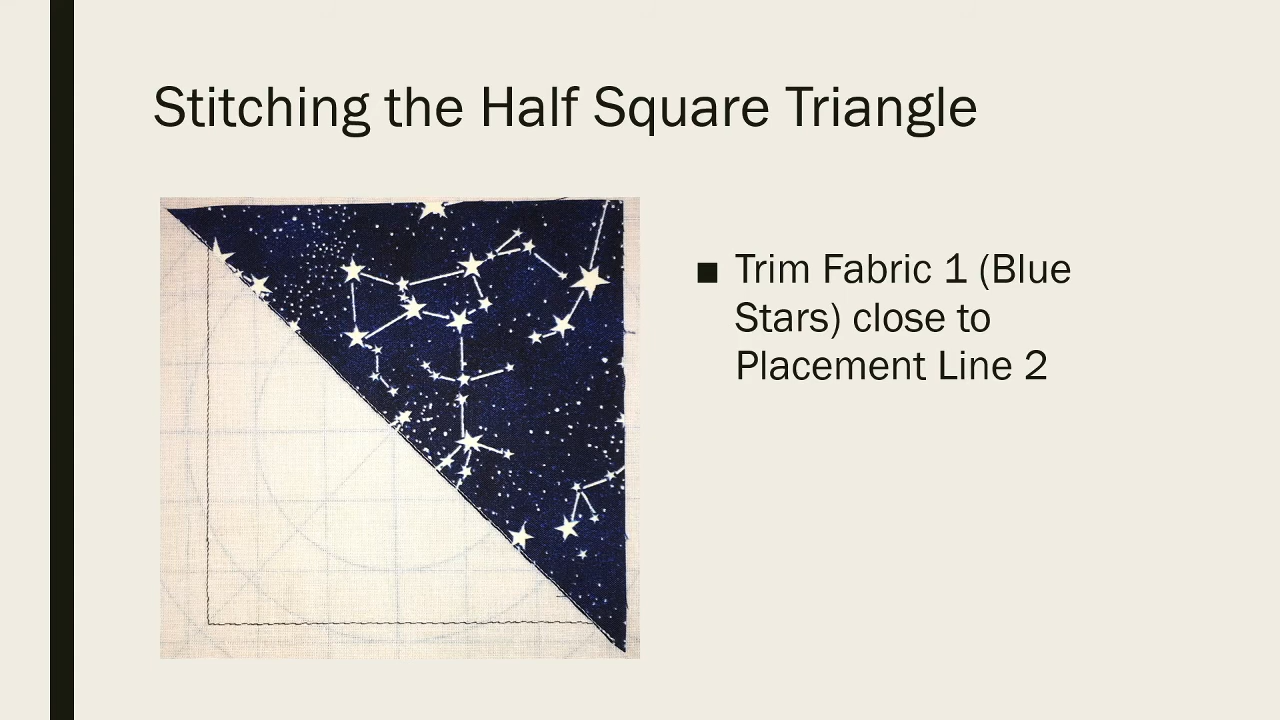 Stitching the Half Square Triangle
■ Trim Fabric 1 (Blue
Stars) close to
Placement Line 2